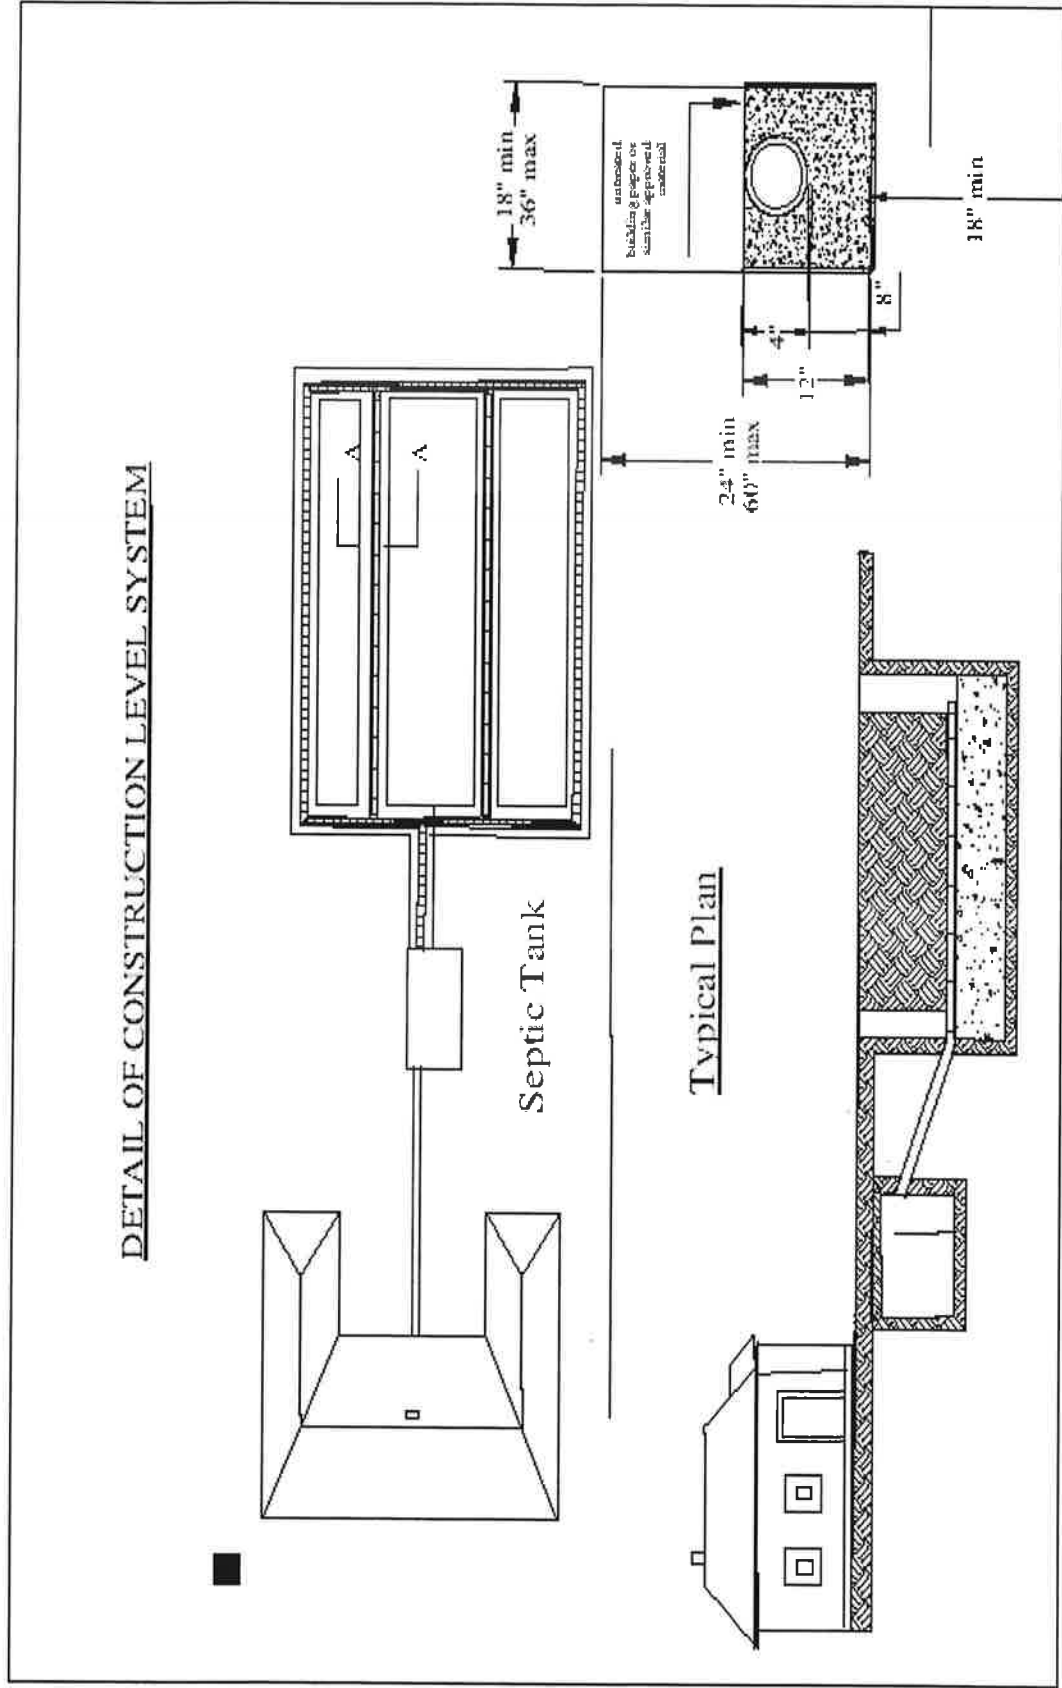 DETAIL OF CONSTRUCTION LEVEL SYSTEM
A
A
Septic Tank
Typical Plan
18" min
36" max
untreated
building paper or
similar approved
material
4"
8"
12"
24" min
60" max
18" min